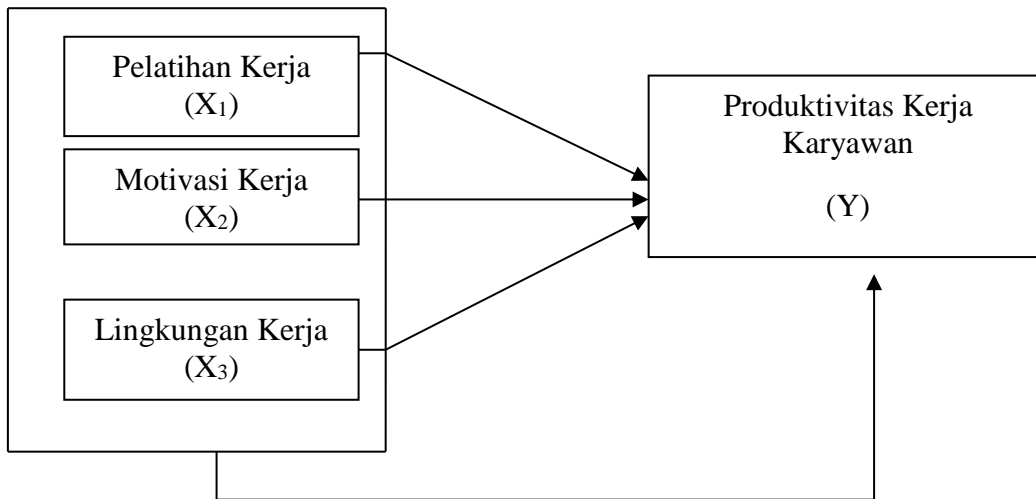 Pelatihan Kerja
(X₁)
Motivasi Kerja
(X₂)
Lingkungan Kerja
(X₃)
Produktivitas Kerja
Karyawan
(Y)